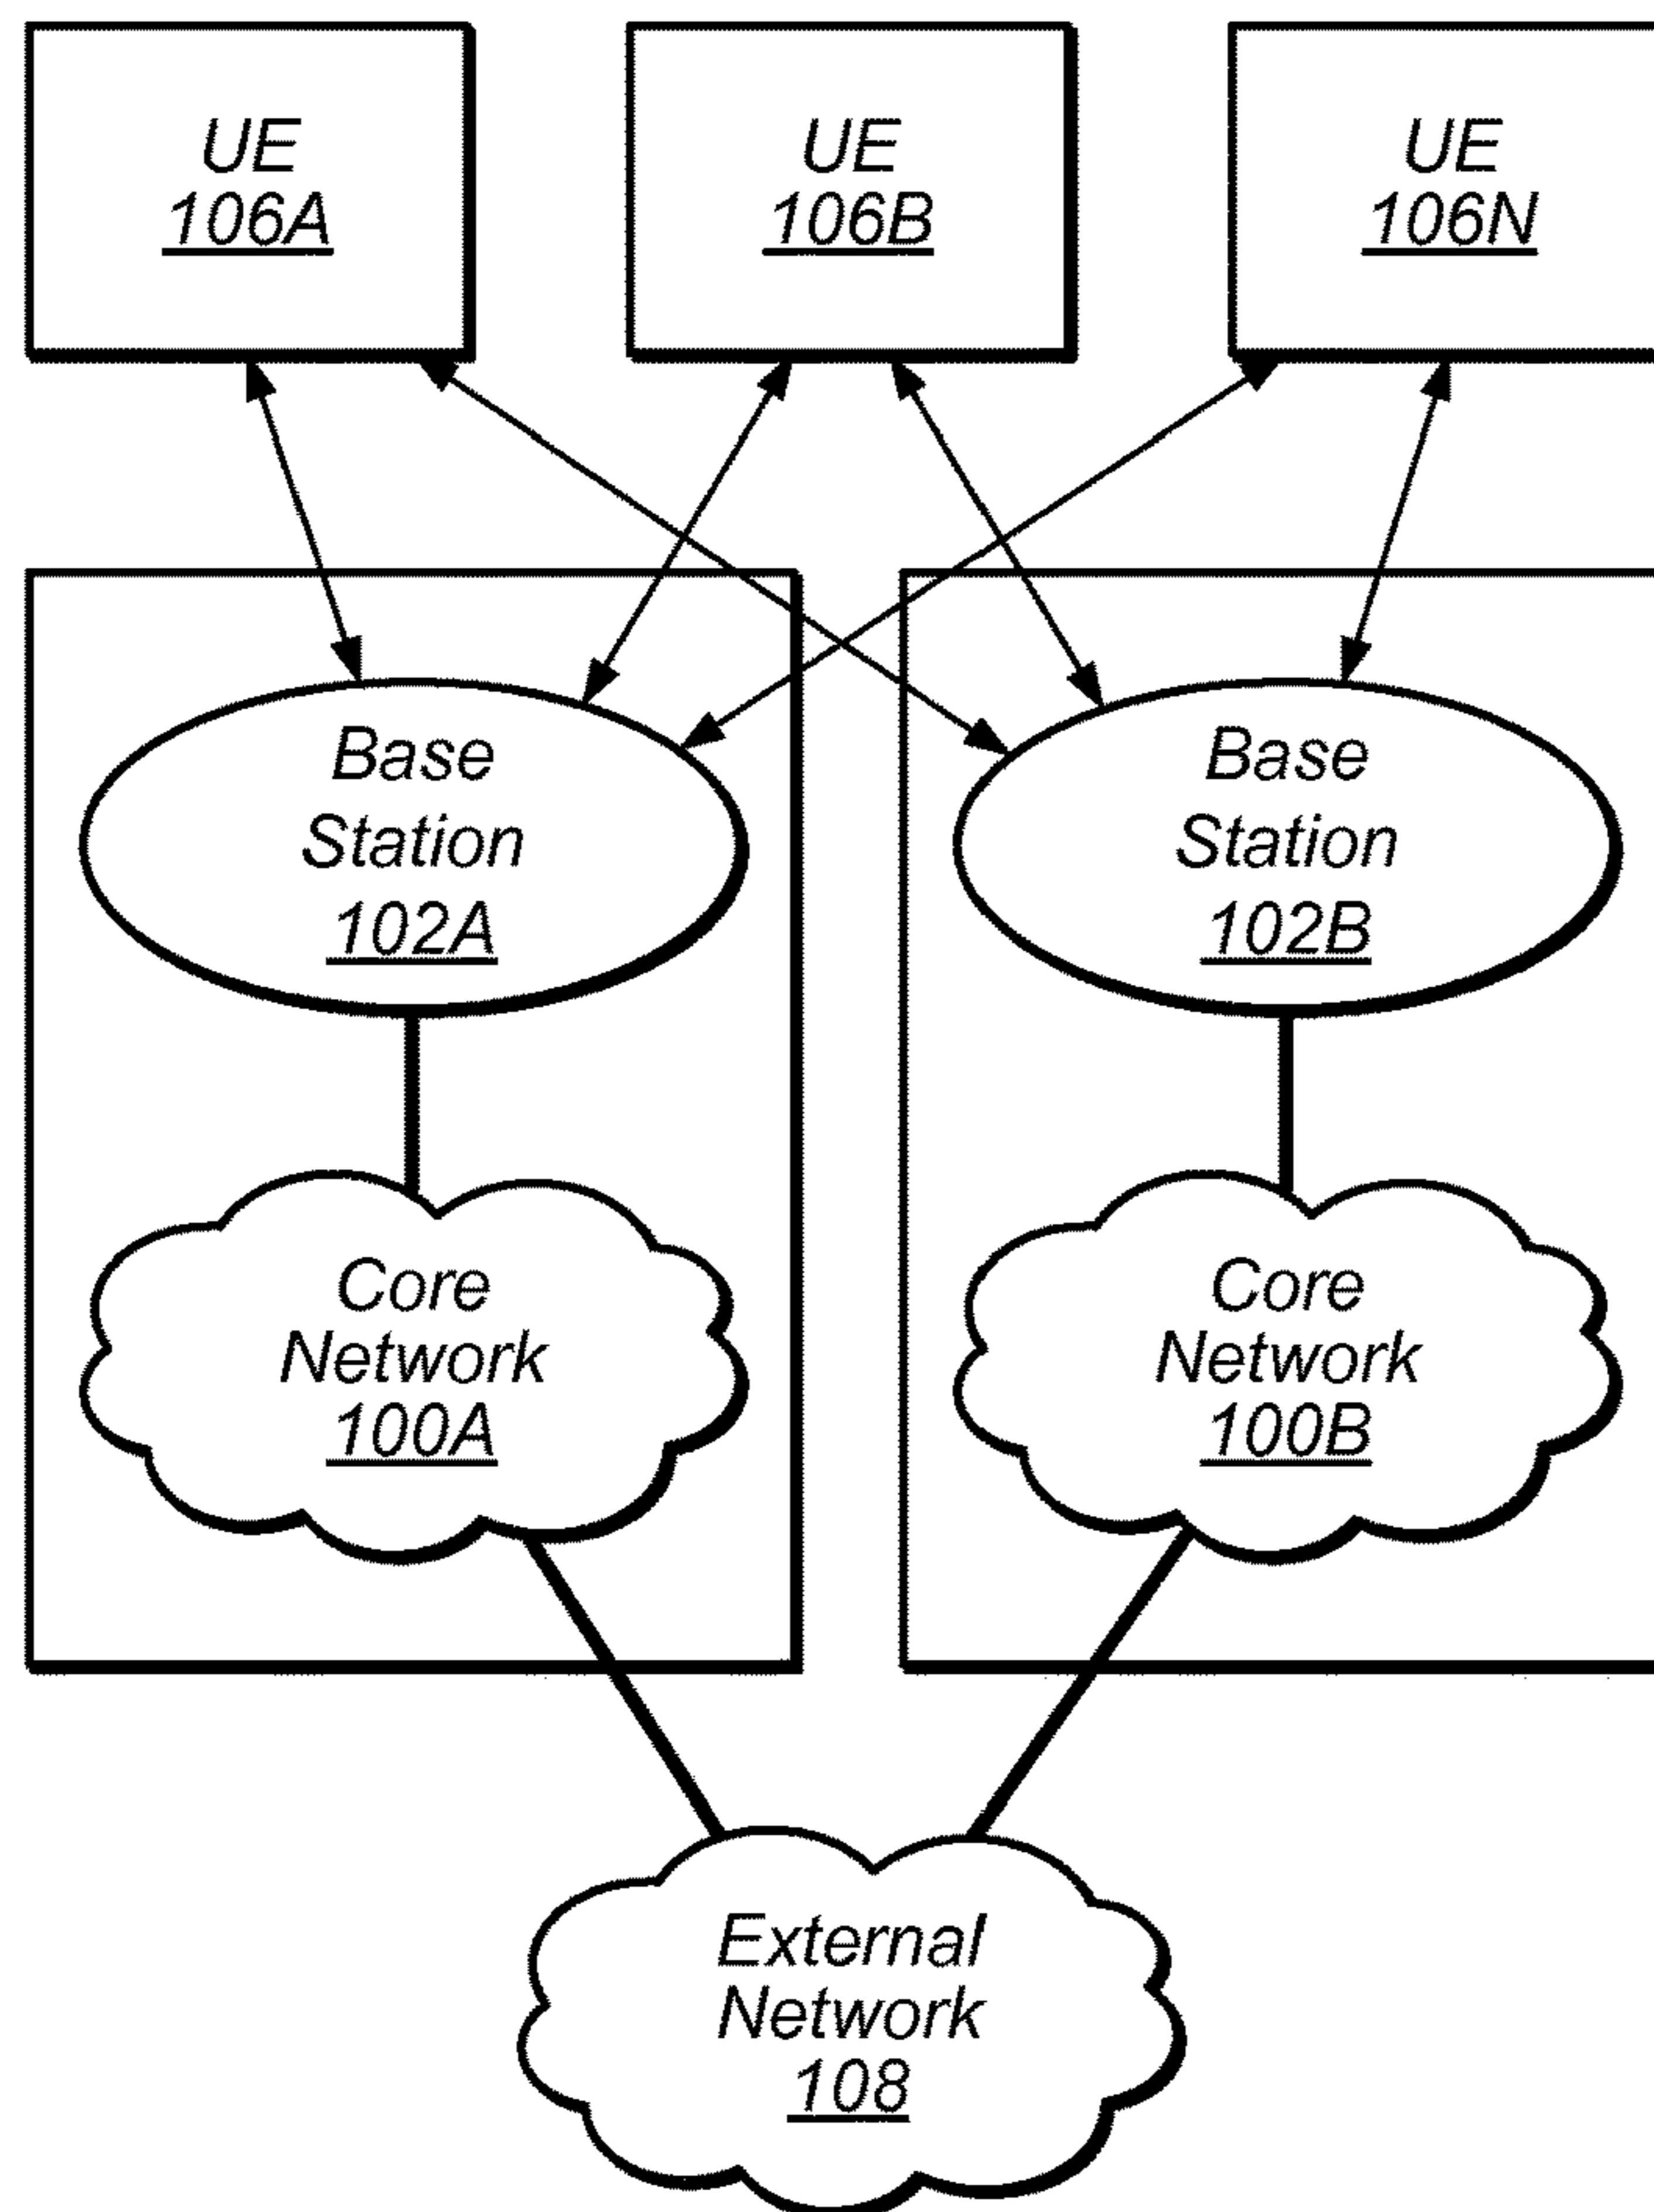 UE
106A
UE
106B
UE
106N
Base
Station
102A
Base
Station
102B
Core
Network
100A
Core
Network
100B
External
Network
108